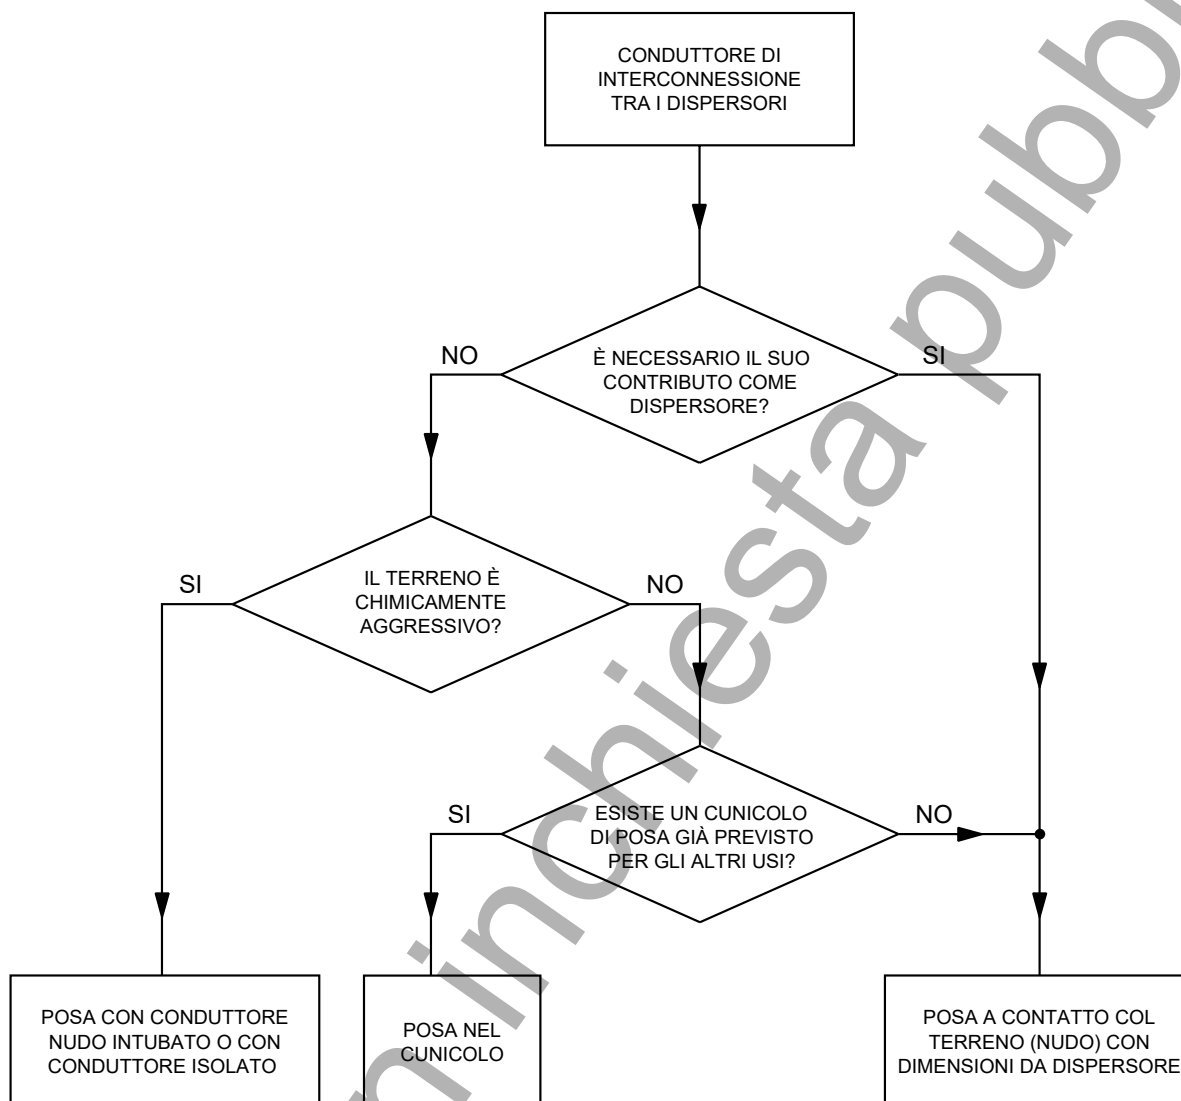 CONDUTTORE DI
INTERCONNESSIONE
TRA I DISPERSORI
NO
È NECESSARIO IL SUO
CONTRIBUTO COME
DISPERSORE?
SI
SI
IL TERRENO È
CHIMICAMENTE
AGGRESSIVO?
NO
SI
ESISTE UN CUNICOLO
DI POSA GIÀ PREVISTO
PER GLI ALTRI USI?
NO
POSA CON CONDUTTORE
NUDO INTUBATO O CON
CONDUTTORE ISOLATO
POSA NEL
CUNICOLO
POSA A CONTATTO COL
TERRENO (NUDO) CON
DIMENSIONI DA DISPERSORE
inchiesta